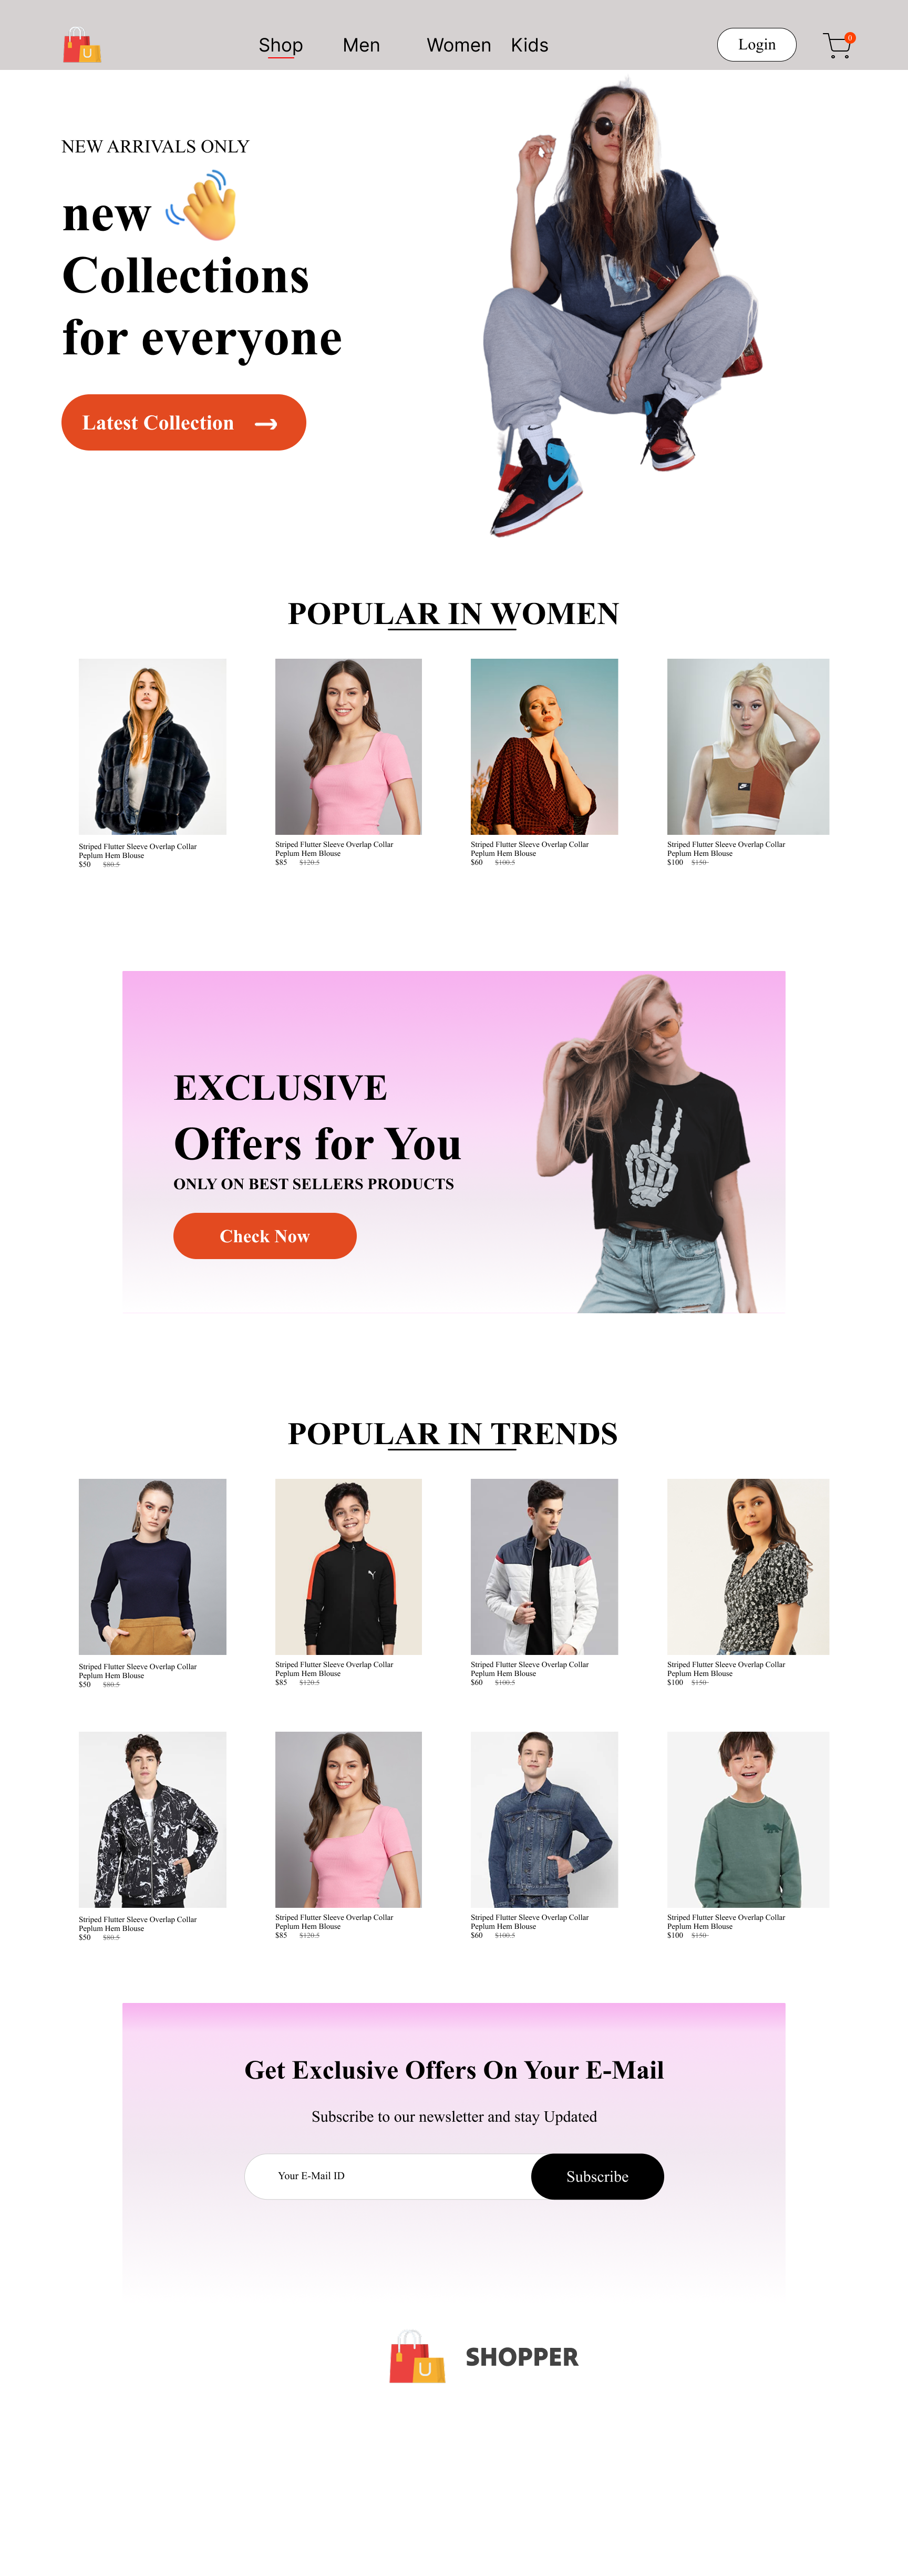 Shop Men Women Kids Login 0
U
NEW ARRIVALS ONLY
new
Collections
for everyone
Latest Collection
POPULAR IN WOMEN
Striped Flutter Sleeve Overlap Collar
Peplum Hem Blouse
$50 $80.5
Striped Flutter Sleeve Overlap Collar
Peplum Hem Blouse
$85 $120.5
Striped Flutter Sleeve Overlap Collar
Peplum Hem Blouse
$60 $100.5
Striped Flutter Sleeve Overlap Collar
Peplum Hem Blouse
$100 $150
EXCLUSIVE
Offers for You
ONLY ON BEST SELLERS PRODUCTS
Check Now
POPULAR IN TRENDS
Striped Flutter Sleeve Overlap Collar
Peplum Hem Blouse
$50 $80.5
Striped Flutter Sleeve Overlap Collar
Peplum Hem Blouse
$85 $120.5
Striped Flutter Sleeve Overlap Collar
Peplum Hem Blouse
$60 $100.5
Striped Flutter Sleeve Overlap Collar
Peplum Hem Blouse
$100 $150
Striped Flutter Sleeve Overlap Collar
Peplum Hem Blouse
$50 $80.5
Striped Flutter Sleeve Overlap Collar
Peplum Hem Blouse
$85 $120.5
Striped Flutter Sleeve Overlap Collar
Peplum Hem Blouse
$60 $100.5
Striped Flutter Sleeve Overlap Collar
Peplum Hem Blouse
$100 $150
Get Exclusive Offers On Your E-Mail
Subscribe to our newsletter and stay Updated
Your E-Mail ID Subscribe
U SHOPPER